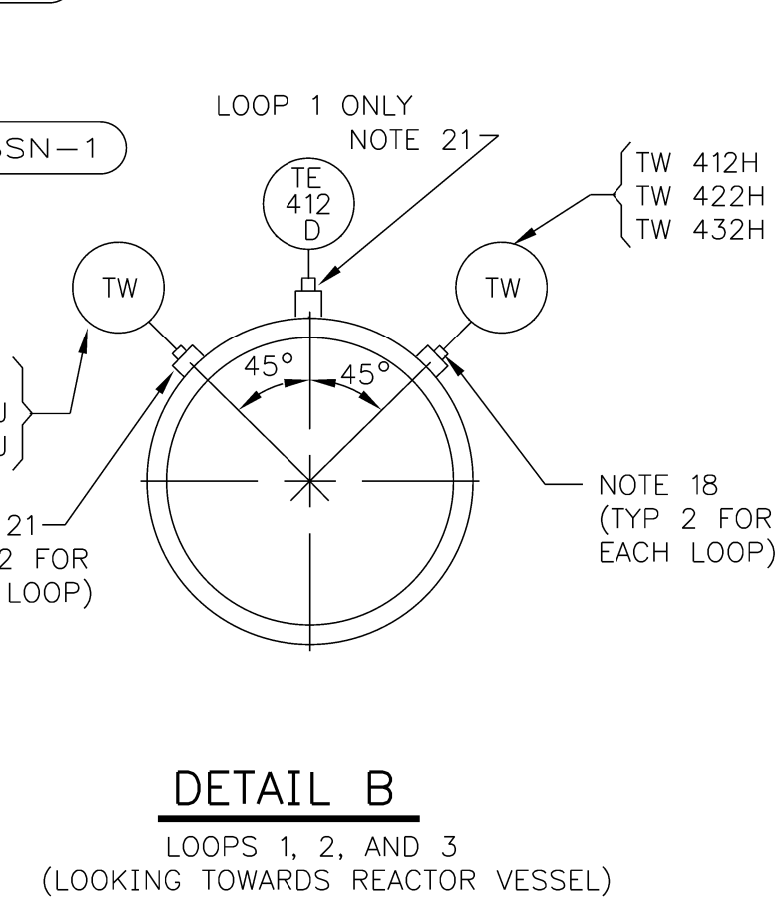 LOOP 1 ONLY
NOTE 21
SSN-1
TE
412
D
TW 412H
TW 422H
TW 432H
TW
TW
45°
45°
U
U
21
2 FOR
LOOP)
NOTE 18
(TYP 2 FOR
EACH LOOP)
DETAIL B
LOOPS 1, 2, AND 3
(LOOKING TOWARDS REACTOR VESSEL)